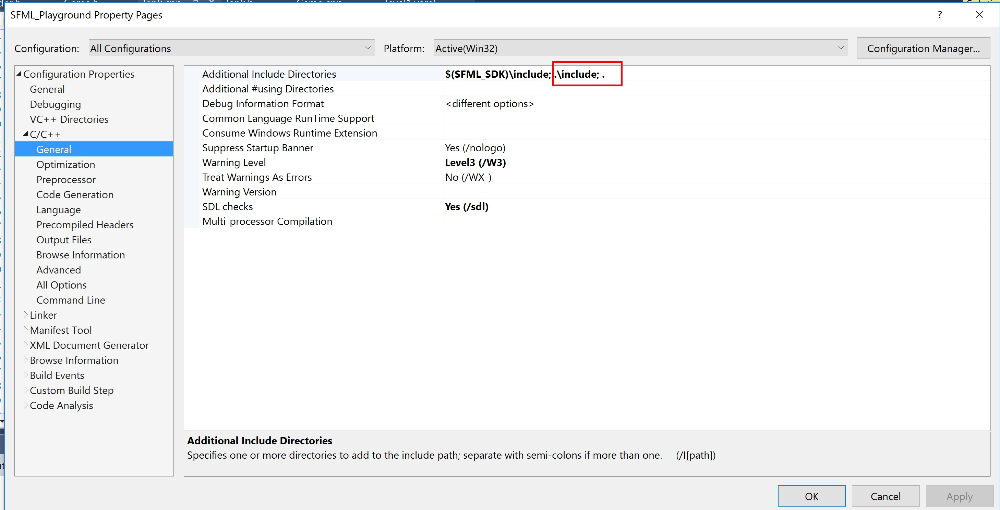 SFML_Playground Property Pages
?
Configuration: All Configurations Platform: Active(Win32) Configuration Manager...
Configuration Properties
General
Debugging
VC++ Directories
C/C++
General
Optimization
Preprocessor
Code Generation
Language
Precompiled Headers
Output Files
Browse Information
Advanced
All Options
Command Line
Linker
Manifest Tool
XML Document Generator
Browse Information
Build Events
Custom Build Step
Code Analysis
Additional Include Directories $(SFML_SDK)\include; .\include; .
Additional #using Directories
Debug Information Format <different options>
Common Language RunTime Support
Consume Windows Runtime Extension
Suppress Startup Banner Yes (/nologo)
Warning Level Level3 (/W3)
Treat Warnings As Errors No (/WX-)
Warning Version
SDL checks Yes (/sdl)
Multi-processor Compilation
Additional Include Directories
Specifies one or more directories to add to the include path; separate with semi-colons if more than one. (/I[path])
OK Cancel Apply